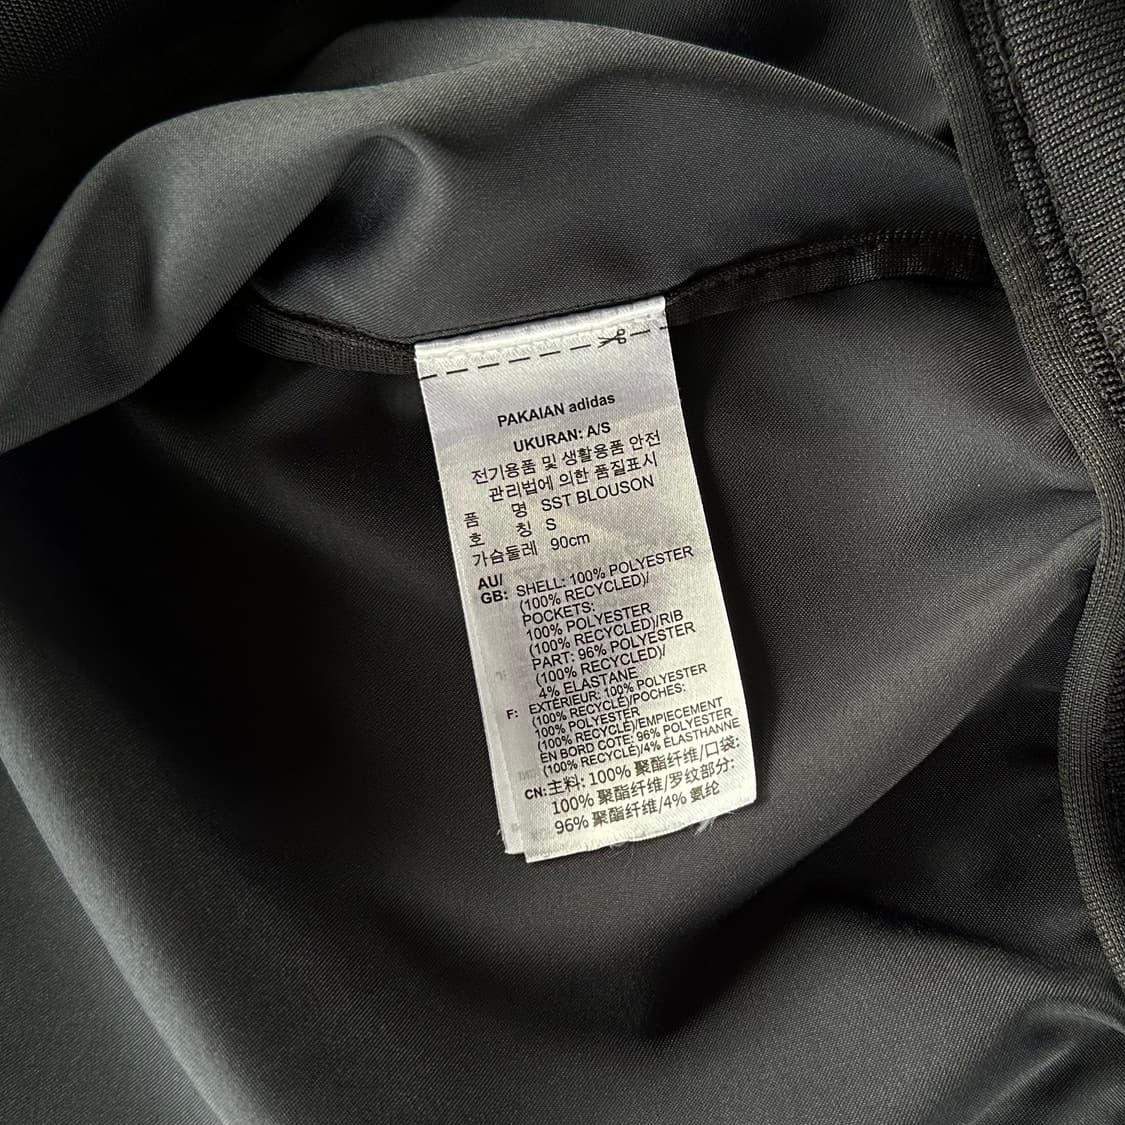 PAKAIAN adidas
UKURAN: A/S
전기용품 및 생활용품 안전
관리법에 의한 품질표시
품 명 SST BLOUSON
호 칭 S
가슴둘레 90cm
AU/
GB: SHELL: 100% POLYESTER
(100% RECYCLED)/
POCKETS:
100% POLYESTER
(100% RECYCLED)/RIB
PART: 96% POLYESTER
(100% RECYCLED)/
4% ELASTANE
F: EXTÉRIEUR: 100% POLYESTER
(100% RECYCLÉ)/POCHES:
100% POLYESTER
(100% RECYCLÉ)/EMPIECEMENT
EN BORD COTE: 96% POLYESTER
(100% RECYCLÉ)/4% ÉLASTHANNE
CN:主料: 100% 聚酯纤维/口袋:
100% 聚酯纤维/罗纹部分:
96% 聚酯纤维/4% 氨纶